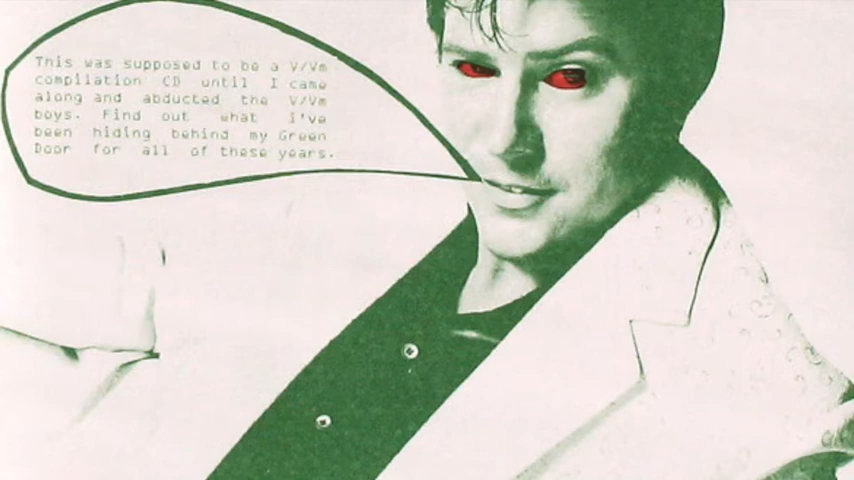 This was supposed to be a V/Vm
compilation CD until I came
along and abducted the V/Vm
boys. Find out what i've
been hiding behind my Green
Door for all of these years.